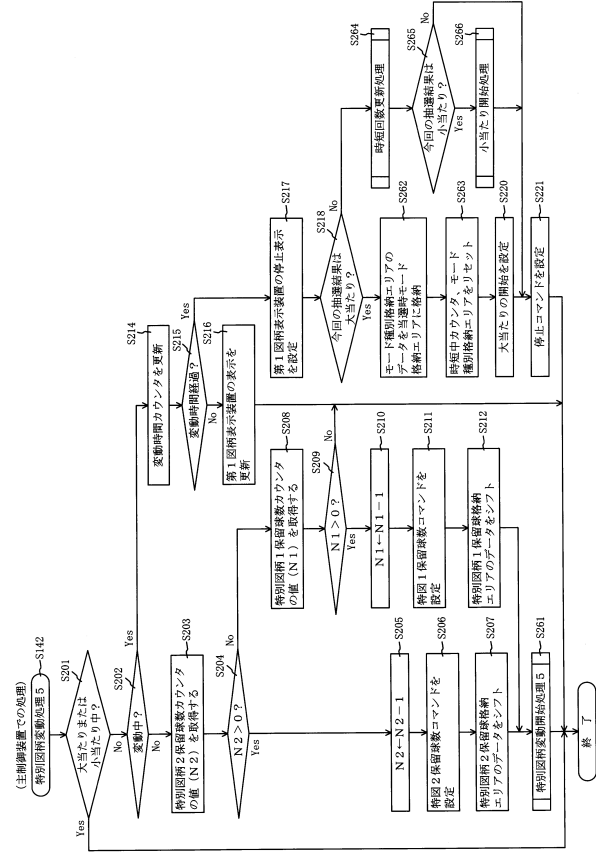 (主制御装置での処理)
特別図柄変動処理5
S142
S201
大当たりまたは
小当たり中?
Yes
No
S202
変動中?
Yes
No
S203
特別図柄2保留球数カウンタ
の値(N2)を取得する
S204
N2>0?
No
Yes
S205
N2←N2-1
S206
特図2保留球数コマンドを
設定
S207
特別図柄2保留球格納
エリアのデータをシフト
S208
特別図柄1保留球数カウンタ
の値(N1)を取得する
S209
N1>0?
No
Yes
S210
N1←N1-1
S211
特図1保留球数コマンドを
設定
S212
特別図柄1保留球格納
エリアのデータをシフト
S261
特別図柄変動開始処理5
S214
変動時間カウンタを更新
S215
変動時間経過?
Yes
No
S216
第1図柄表示装置の表示を
更新
S217
第1図柄表示装置の停止表示
を設定
S218
今回の抽選結果は
大当たり?
No
Yes
S262
モード種別格納エリアの
データを当選時モード
格納エリアに格納
S263
時短中カウンタ、モード
種別格納エリアをリセット
S220
大当たりの開始を設定
S264
時短回数更新処理
S265
今回の抽選結果は
小当たり?
No
Yes
S266
小当たり開始処理
S221
停止コマンドを設定
終了